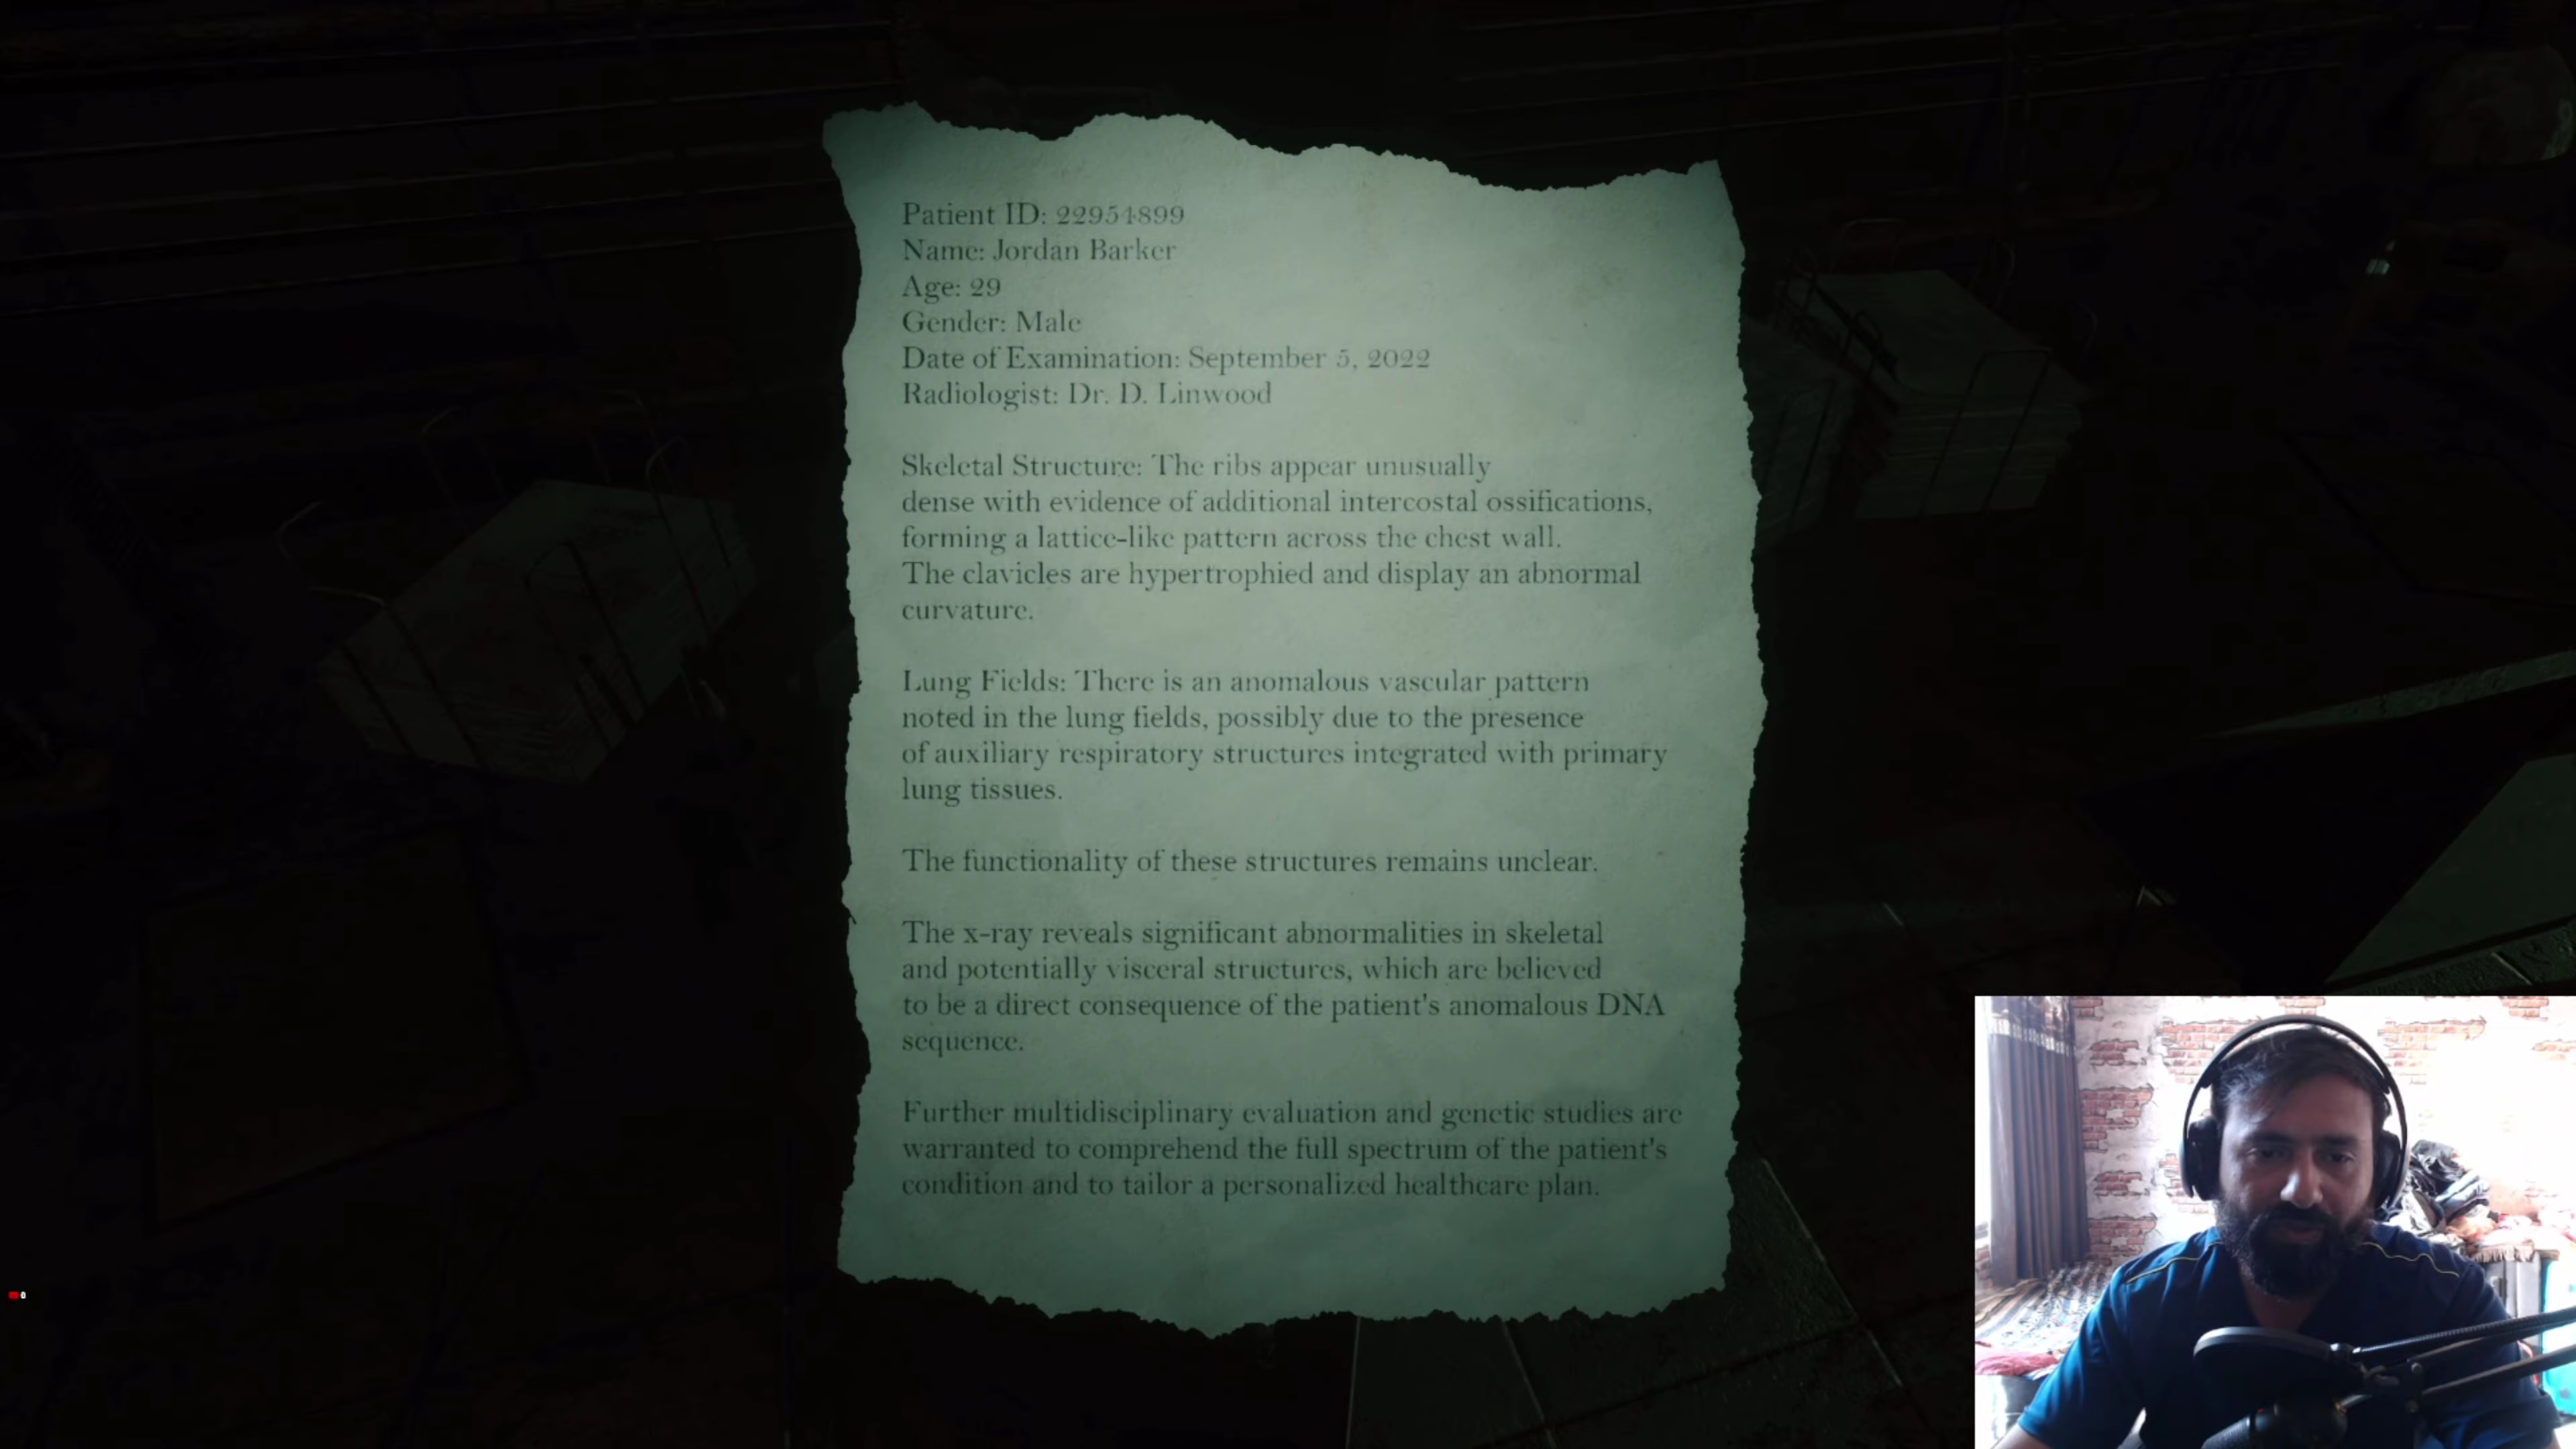 Patient ID: 22954899
Name: Jordan Barker
Age: 29
Gender: Male
Date of Examination: September 5, 2022
Radiologist: Dr. D. Linwood
Skeletal Structure: The ribs appear unusually
dense with evidence of additional intercostal ossifications,
forming a lattice-like pattern across the chest wall.
The clavicles are hypertrophied and display an abnormal
curvature.
Lung Fields: There is an anomalous vascular pattern
noted in the lung fields, possibly due to the presence
of auxiliary respiratory structures integrated with primary
lung tissues.
The functionality of these structures remains unclear.
The x-ray reveals significant abnormalities in skeletal
and potentially visceral structures, which are believed
to be a direct consequence of the patient's anomalous DNA
sequence.
Further multidisciplinary evaluation and genetic studies are
warranted to comprehend the full spectrum of the patient's
condition and to tailor a personalized healthcare plan.
0